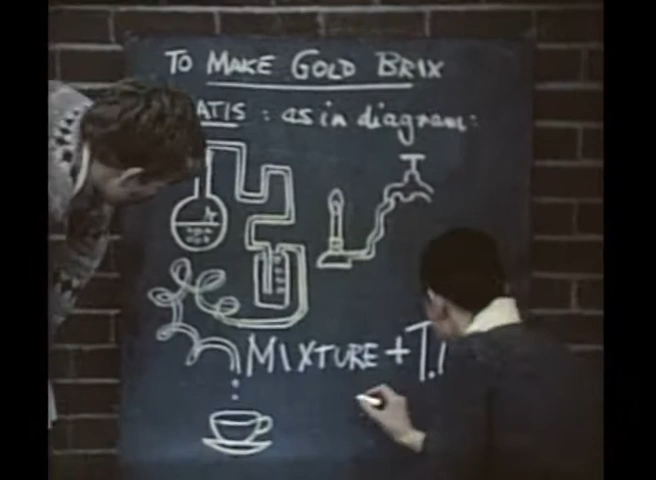 TO MAKE GOLD BRIX
ATIS : as in diagram:
MIXTURE + T.